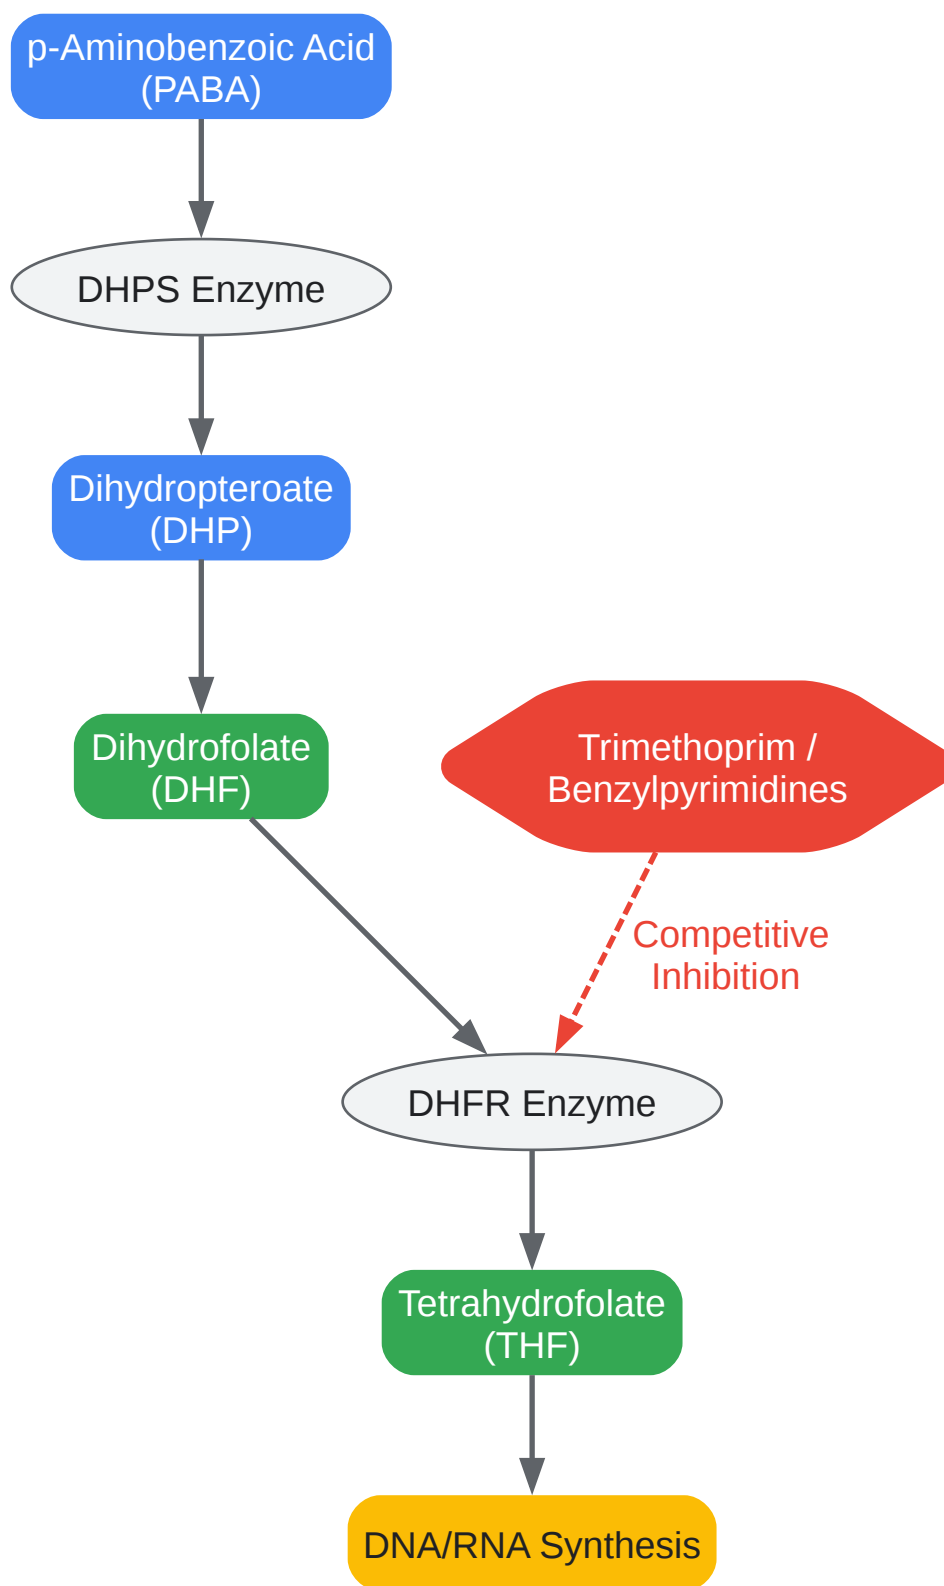 p-Aminobenzoic Acid
(PABA)
DHPS Enzyme
Dihydropteroate
(DHP)
Dihydrofolate
(DHF)
Trimethoprim /
Benzylpyrimidines
Competitive
Inhibition
DHFR Enzyme
Tetrahydrofolate
(THF)
DNA/RNA Synthesis